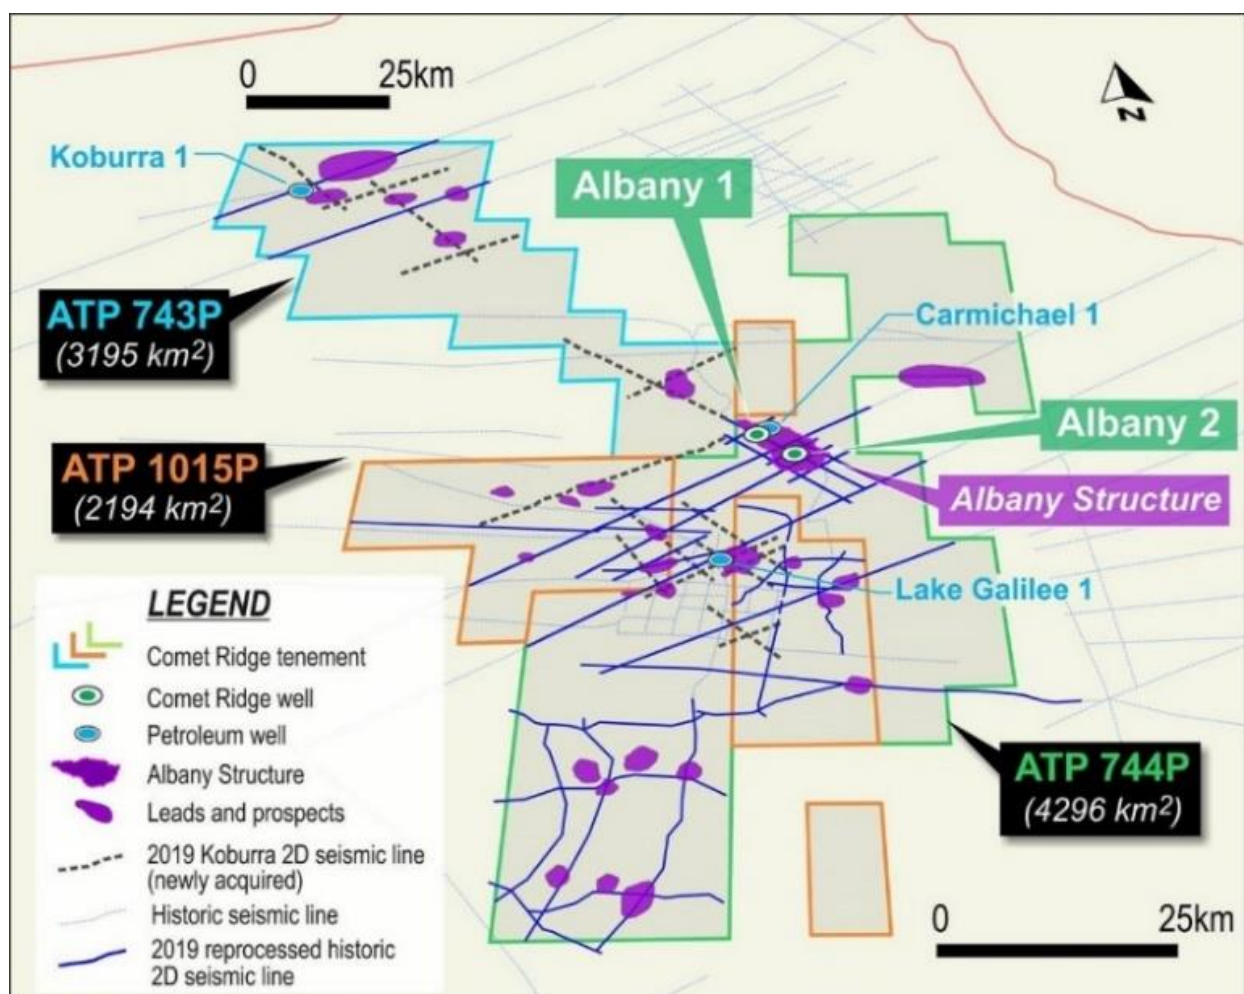 0 25km
N
Koburra 1
Albany 1
ATP 743P
(3195 km2)
Carmichael 1
Albany 2
ATP 1015P
(2194 km2)
Albany Structure
Lake Galilee 1
LEGEND
Comet Ridge tenement
Comet Ridge well
Petroleum well
Albany Structure
Leads and prospects
2019 Koburra 2D seismic line
(newly acquired)
Historic seismic line
2019 reprocessed historic
2D seismic line
ATP 744P
(4296 km2)
0 25km